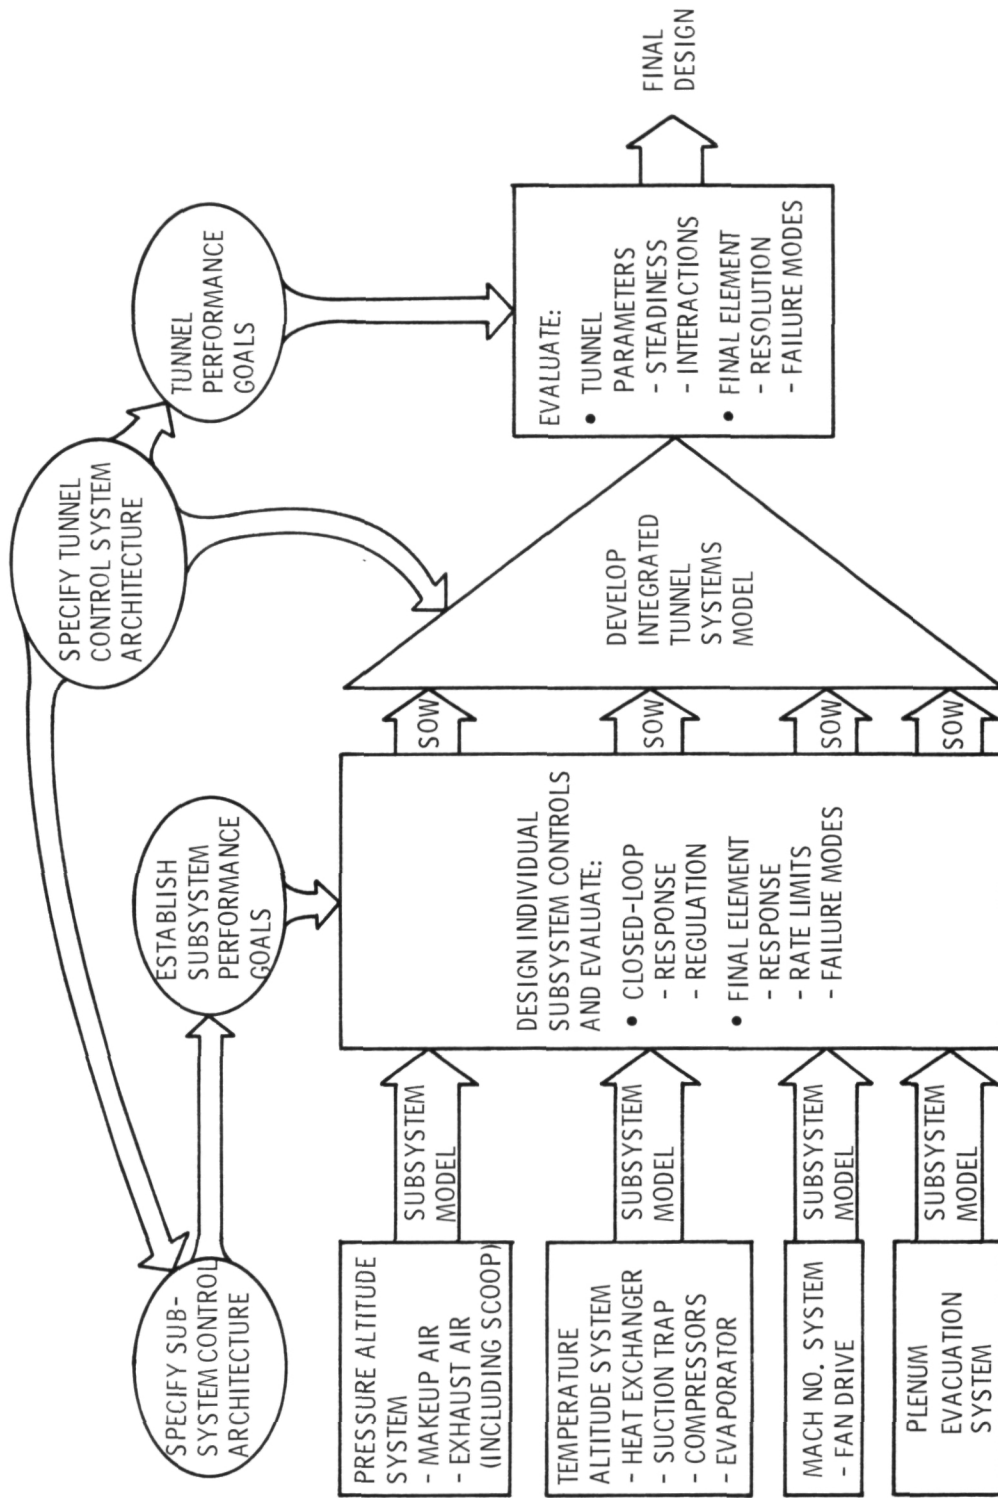 SPECIFY TUNNEL
CONTROL SYSTEM
ARCHITECTURE
SPECIFY SUB-
SYSTEM CONTROL
ARCHITECTURE
ESTABLISH
SUBSYSTEM
PERFORMANCE
GOALS
TUNNEL
PERFORMANCE
GOALS
PRESSURE ALTITUDE
SYSTEM
- MAKEUP AIR
- EXHAUST AIR
(INCLUDING SCOOP)
SUBSYSTEM
MODEL
TEMPERATURE
ALTITUDE SYSTEM
- HEAT EXCHANGER
- SUCTION TRAP
- COMPRESSORS
- EVAPORATOR
SUBSYSTEM
MODEL
MACH NO. SYSTEM
- FAN DRIVE
SUBSYSTEM
MODEL
PLENUM
EVACUATION
SYSTEM
SUBSYSTEM
MODEL
DESIGN INDIVIDUAL
SUBSYSTEM CONTROLS
AND EVALUATE:
• CLOSED-LOOP
- RESPONSE
- REGULATION
• FINAL ELEMENT
- RESPONSE
- RATE LIMITS
- FAILURE MODES
SOW
SOW
SOW
SOW
DEVELOP
INTEGRATED
TUNNEL
SYSTEMS
MODEL
EVALUATE:
• TUNNEL
PARAMETERS
- STEADINESS
- INTERACTIONS
• FINAL ELEMENT
- RESOLUTION
- FAILURE MODES
FINAL
DESIGN